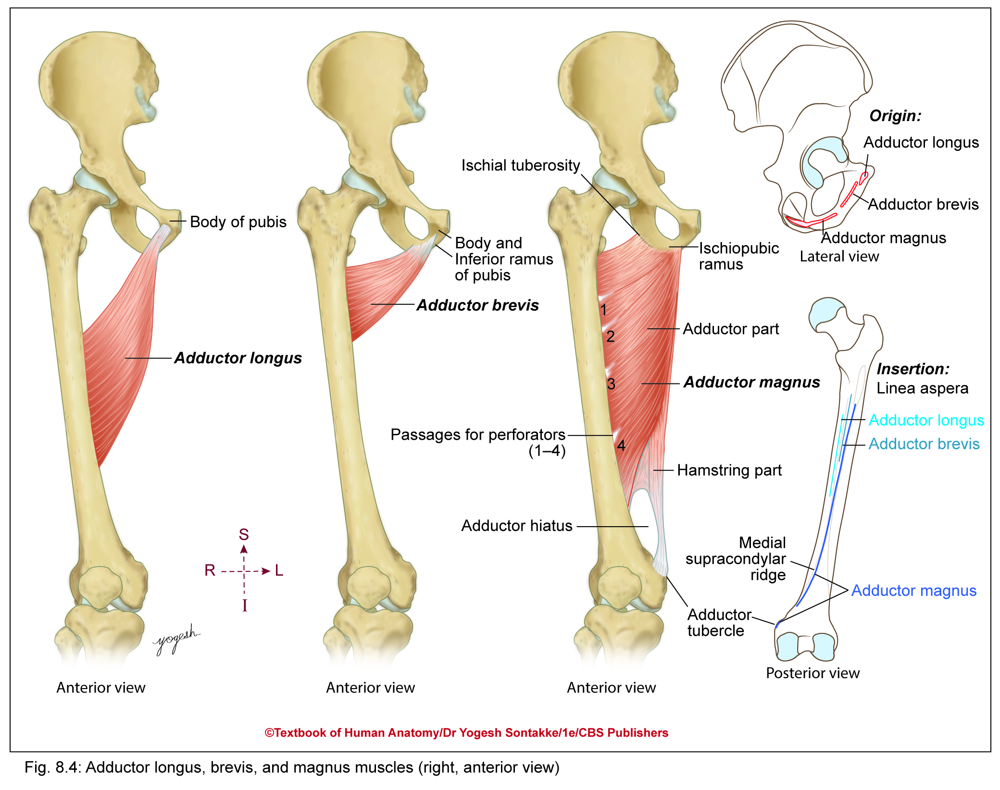 Body of pubis
Adductor longus
S
R
L
I
yogesh
Anterior view
Body and
Inferior ramus
of pubis
Adductor brevis
Anterior view
Ischial tuberosity
Ischiopubic
ramus
1
2
3
4
Adductor part
Adductor magnus
Passages for perforators
(1–4)
Hamstring part
Adductor hiatus
Adductor
tubercle
Anterior view
Origin:
Adductor longus
Adductor brevis
Adductor magnus
Lateral view
Insertion:
Linea aspera
Adductor longus
Adductor brevis
Medial
supracondylar
ridge
Adductor magnus
Posterior view
©Textbook of Human Anatomy/Dr Yogesh Sontakke/1e/CBS Publishers
Fig. 8.4: Adductor longus, brevis, and magnus muscles (right, anterior view)